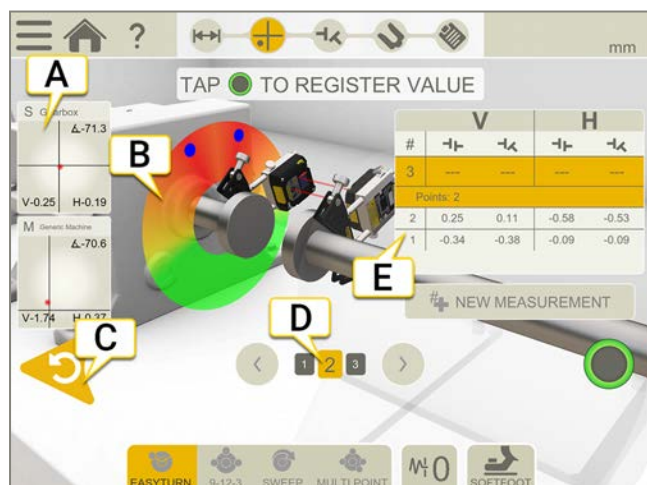 ?
mm
TAP TO REGISTER VALUE
A
S Gearbox
∡-71.3
V-0.25 H-0.19
B
M Generic Machine
∡-70.6
V-1.74 H-0.37
C
V H
#
3 --- --- --- ---
Points: 2
2 0.25 0.11 -0.58 -0.53
1 -0.34 -0.38 -0.09 -0.09
E
NEW MEASUREMENT
D
1 2 3
EASYTURN 9-12-3 SWEEP MULTI POINT
0
SOFTFOOT